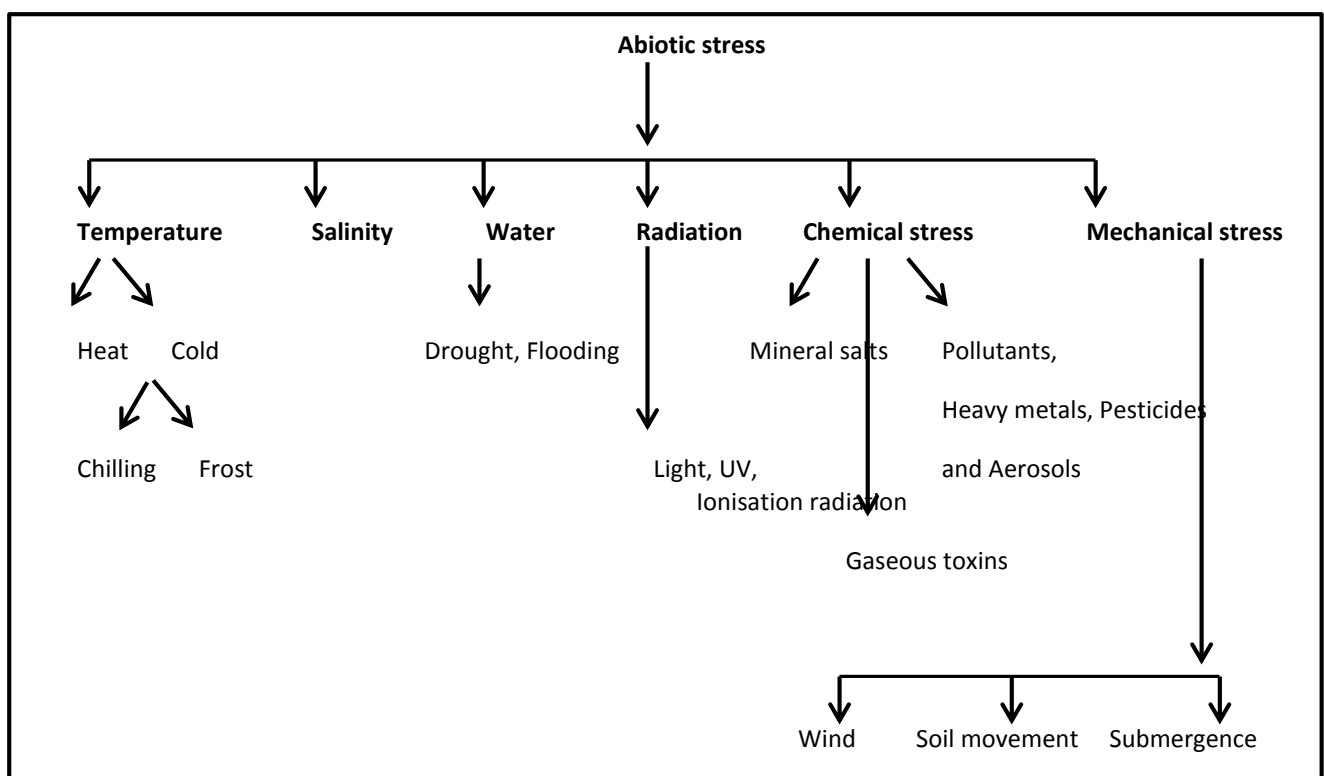 Abiotic stress
Temperature Salinity Water Radiation Chemical stress Mechanical stress
Heat Cold Drought, Flooding Mineral salts Pollutants,
Heavy metals, Pesticides
Chilling Frost Light, UV, and Aerosols
Ionisation radiation
Gaseous toxins
Wind Soil movement Submergence